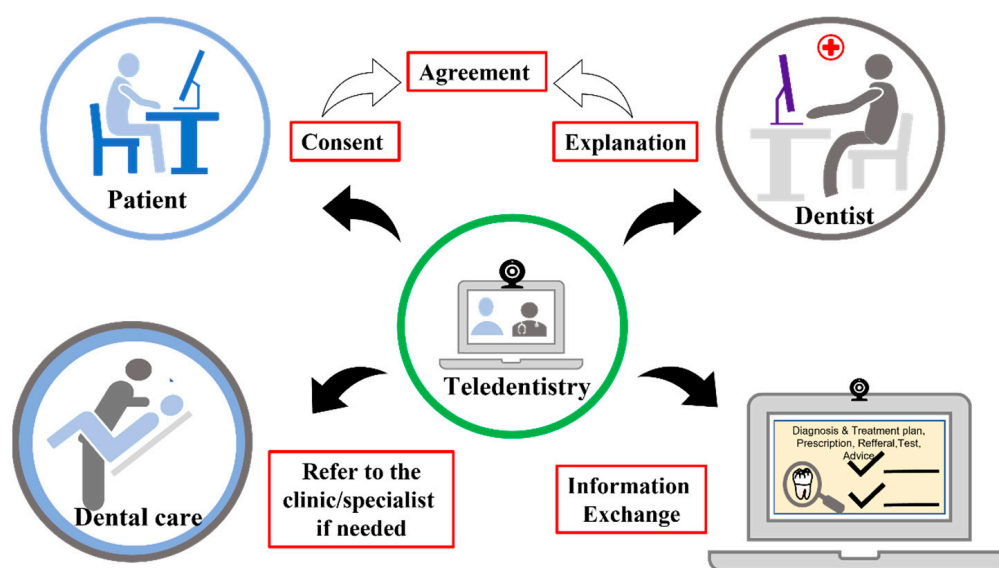 Agreement
Consent
Explanation
Patient
Dentist
Teledentistry
Diagnosis & Treatment plan,
Prescription, Refferal,Test,
Advice
Dental care
Refer to the
clinic/specialist
if needed
Information
Exchange